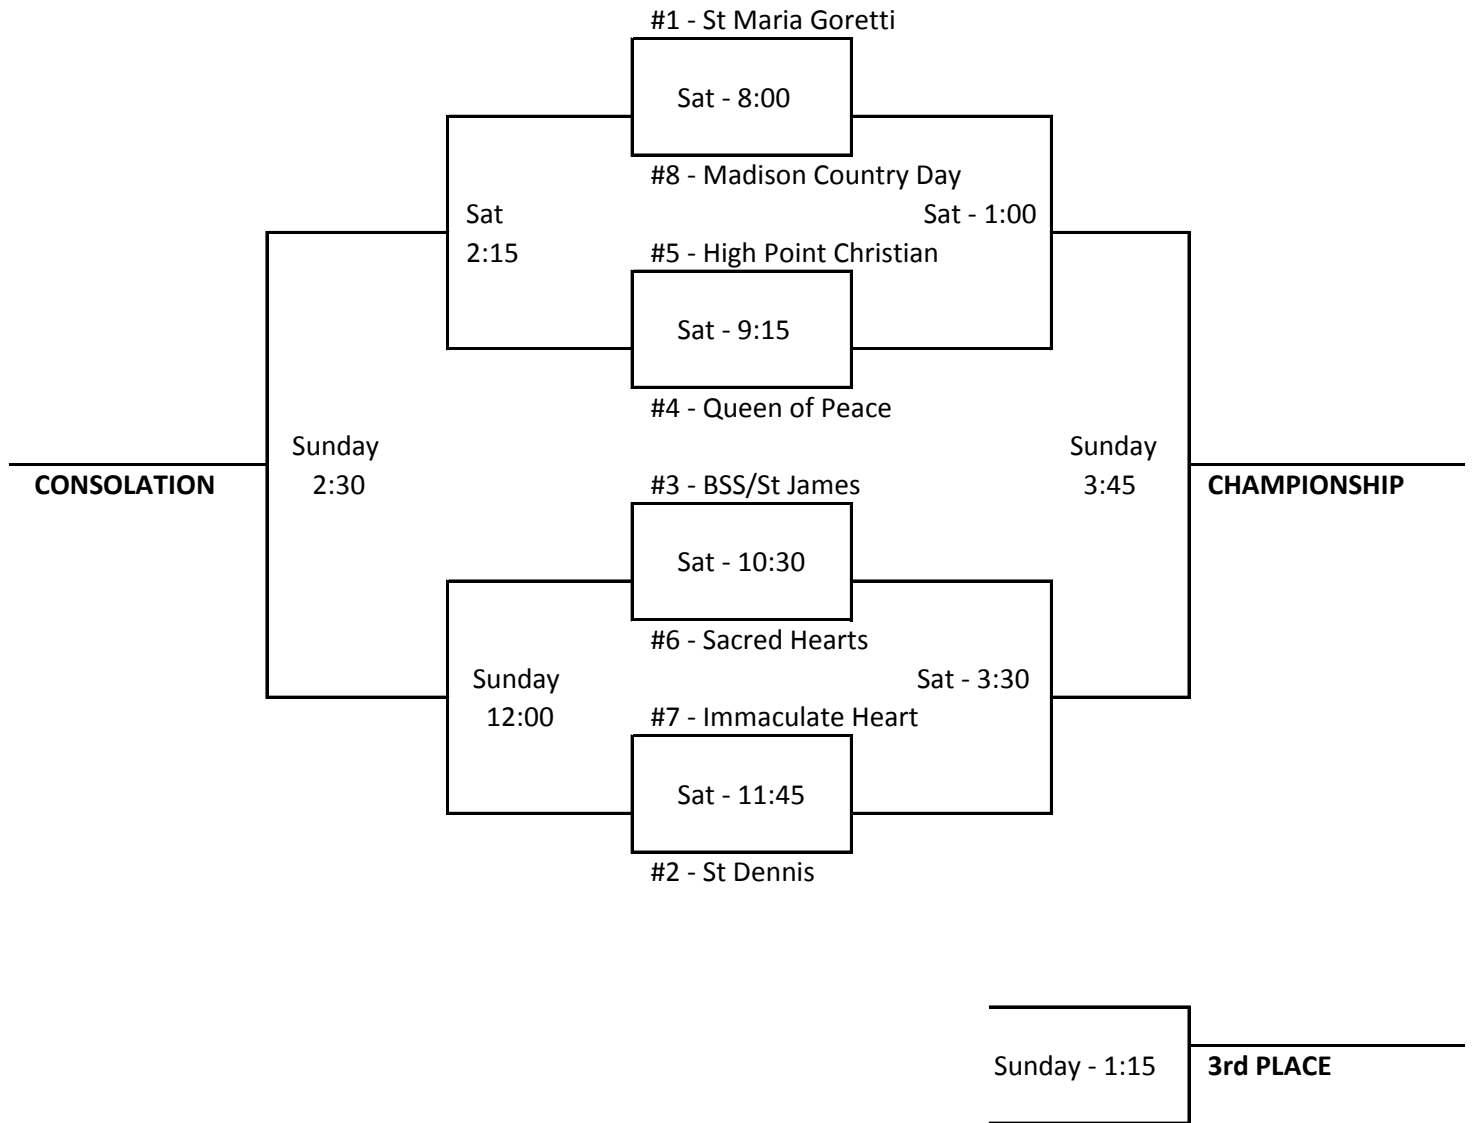 #1 - St Maria Goretti
Sat - 8:00
#8 - Madison Country Day
Sat
2:15
Sat - 1:00
#5 - High Point Christian
Sat - 9:15
#4 - Queen of Peace
Sunday
2:30
Sunday
3:45
CONSOLATION
CHAMPIONSHIP
#3 - BSS/St James
Sat - 10:30
#6 - Sacred Hearts
Sunday
12:00
Sat - 3:30
#7 - Immaculate Heart
Sat - 11:45
#2 - St Dennis
Sunday - 1:15
3rd PLACE